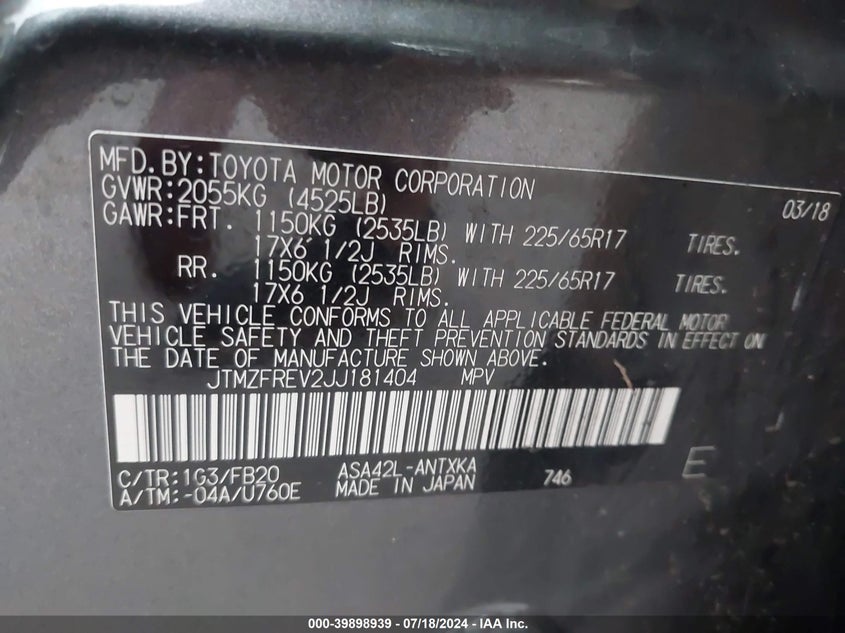 MFD.BY:TOYOTA MOTOR CORPORATION 03/18
GVWR:2055KG (4525LB)
GAWR:FRT. 1150KG (2535LB) WITH 225/65R17 TIRES.
17X6 1/2J RIMS.
RR. 1150KG (2535LB) WITH 225/65R17 TIRES.
17X6 1/2J RIMS.
THIS VEHICLE CONFORMS TO ALL APPLICABLE FEDERAL MOTOR
VEHICLE SAFETY AND THEFT PREVENTION STANDARDS IN EFFECT ON
THE DATE OF MANUFACTURE SHOWN ABOVE.
JTMZFREV2JJ181404 MPV
C/TR:1G3/FB20 ASA42L-ANTXKA 746 E
A/TM:-04A/U760E MADE IN JAPAN
000-39898939 - 07/18/2024 - IAA Inc.